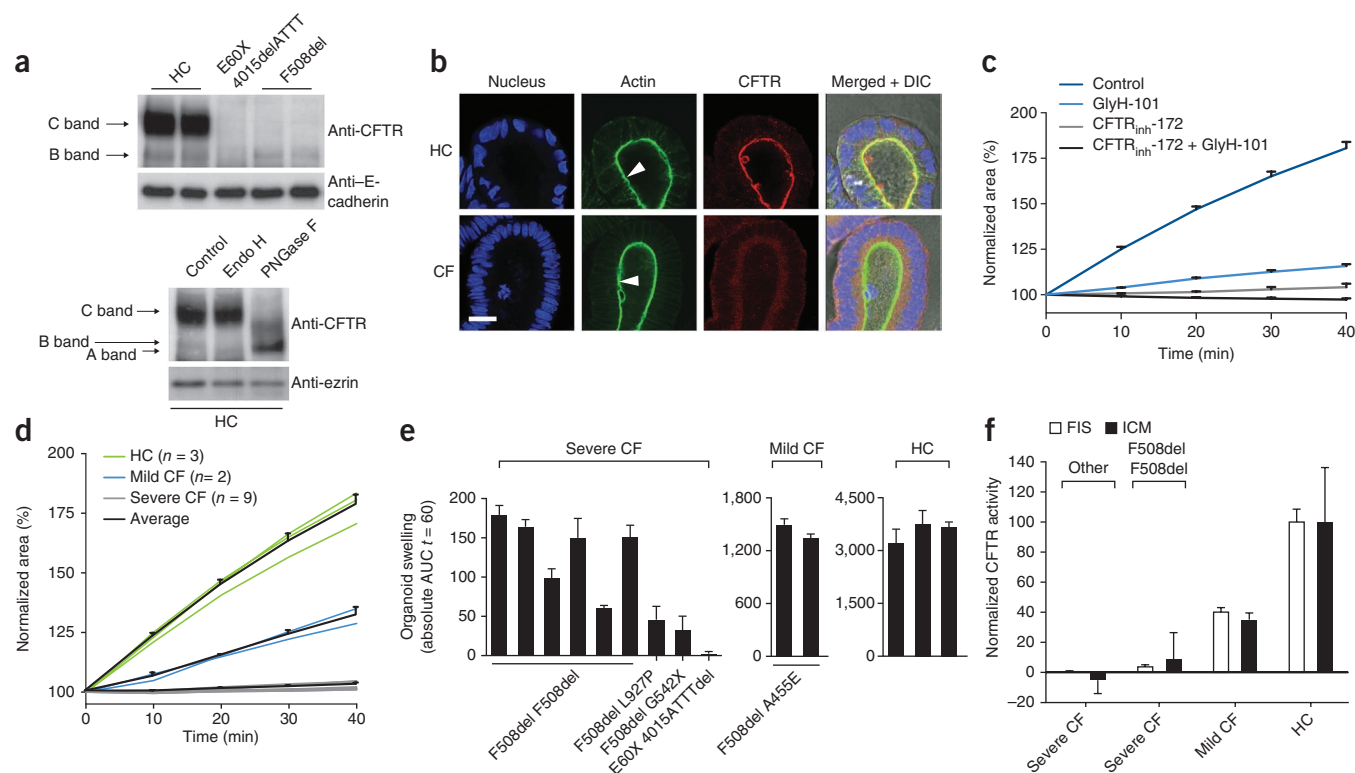 a
HC
E60X
4015delATTT
F508del
C band
B band
Anti-CFTR
Anti–E-
cadherin
Control
Endo H
PNGase F
C band
B band
A band
Anti-CFTR
Anti-ezrin
HC
b
Nucleus
Actin
CFTR
Merged + DIC
HC
CF
c
Control
GlyH-101
CFTRinh-172
CFTRinh-172 + GlyH-101
Normalized area (%)
200
175
150
125
100
0
10
20
30
40
Time (min)
d
HC (n = 3)
Mild CF (n = 2)
Severe CF (n = 9)
Average
Normalized area (%)
200
175
150
125
100
0
10
20
30
40
Time (min)
e
Severe CF
Mild CF
HC
Organoid swelling
(absolute AUC t = 60)
200
150
100
50
0
1,800
1,200
600
0
4,500
3,000
1,500
0
F508del F508del
F508del L927P
F508del G542X
E60X 4015ATTTdel
F508del A455E
f
FIS
ICM
Other
F508del
F508del
Normalized CFTR activity
140
120
100
80
60
40
20
0
–20
Severe CF
Severe CF
Mild CF
HC